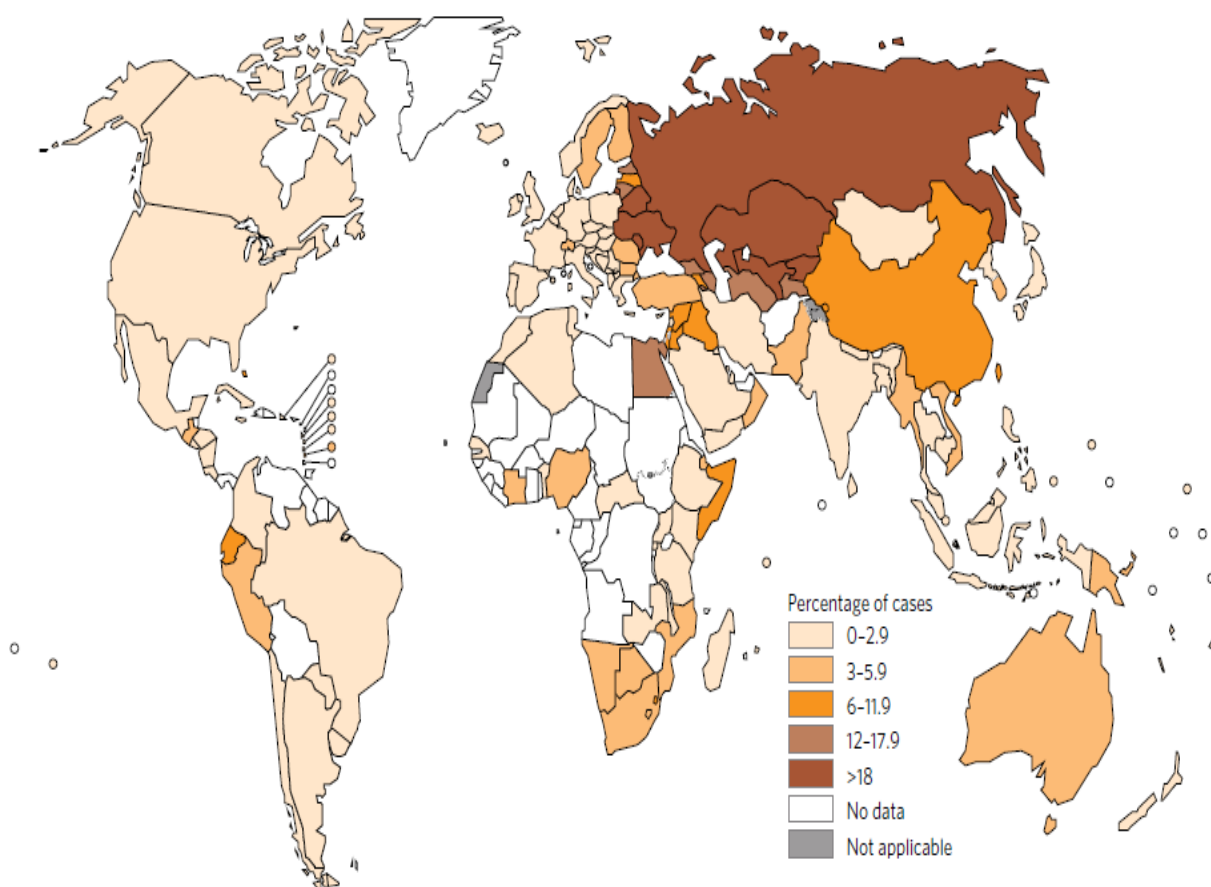 Percentage of cases
0–2.9
3–5.9
6–11.9
12–17.9
>18
No data
Not applicable